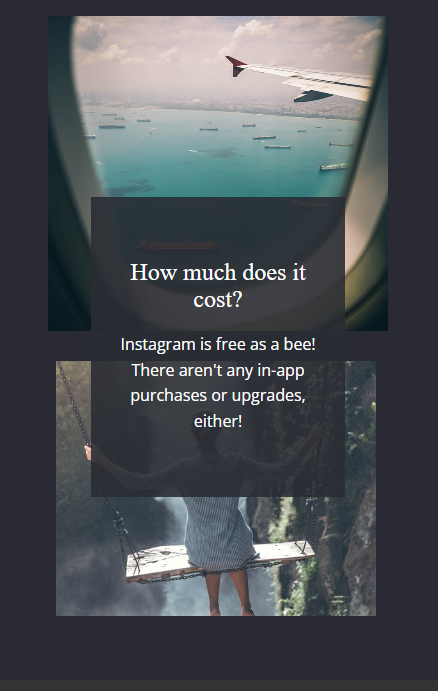 How much does it
cost?
Instagram is free as a bee!
There aren't any in-app
purchases or upgrades,
either!